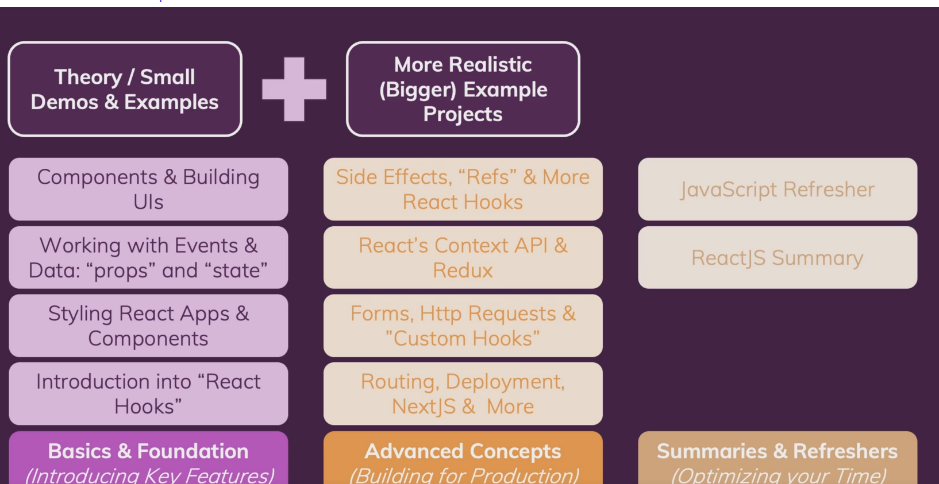 Theory / Small
Demos & Examples
More Realistic
(Bigger) Example
Projects
Components & Building
UIs
Working with Events &
Data: “props” and “state”
Styling React Apps &
Components
Introduction into “React
Hooks”
Basics & Foundation
(Introducing Key Features)
Side Effects, “Refs” & More
React Hooks
React’s Context API &
Redux
Forms, Http Requests &
”Custom Hooks”
Routing, Deployment,
NextJS & More
Advanced Concepts
(Building for Production)
JavaScript Refresher
ReactJS Summary
Summaries & Refreshers
(Optimizing your Time)